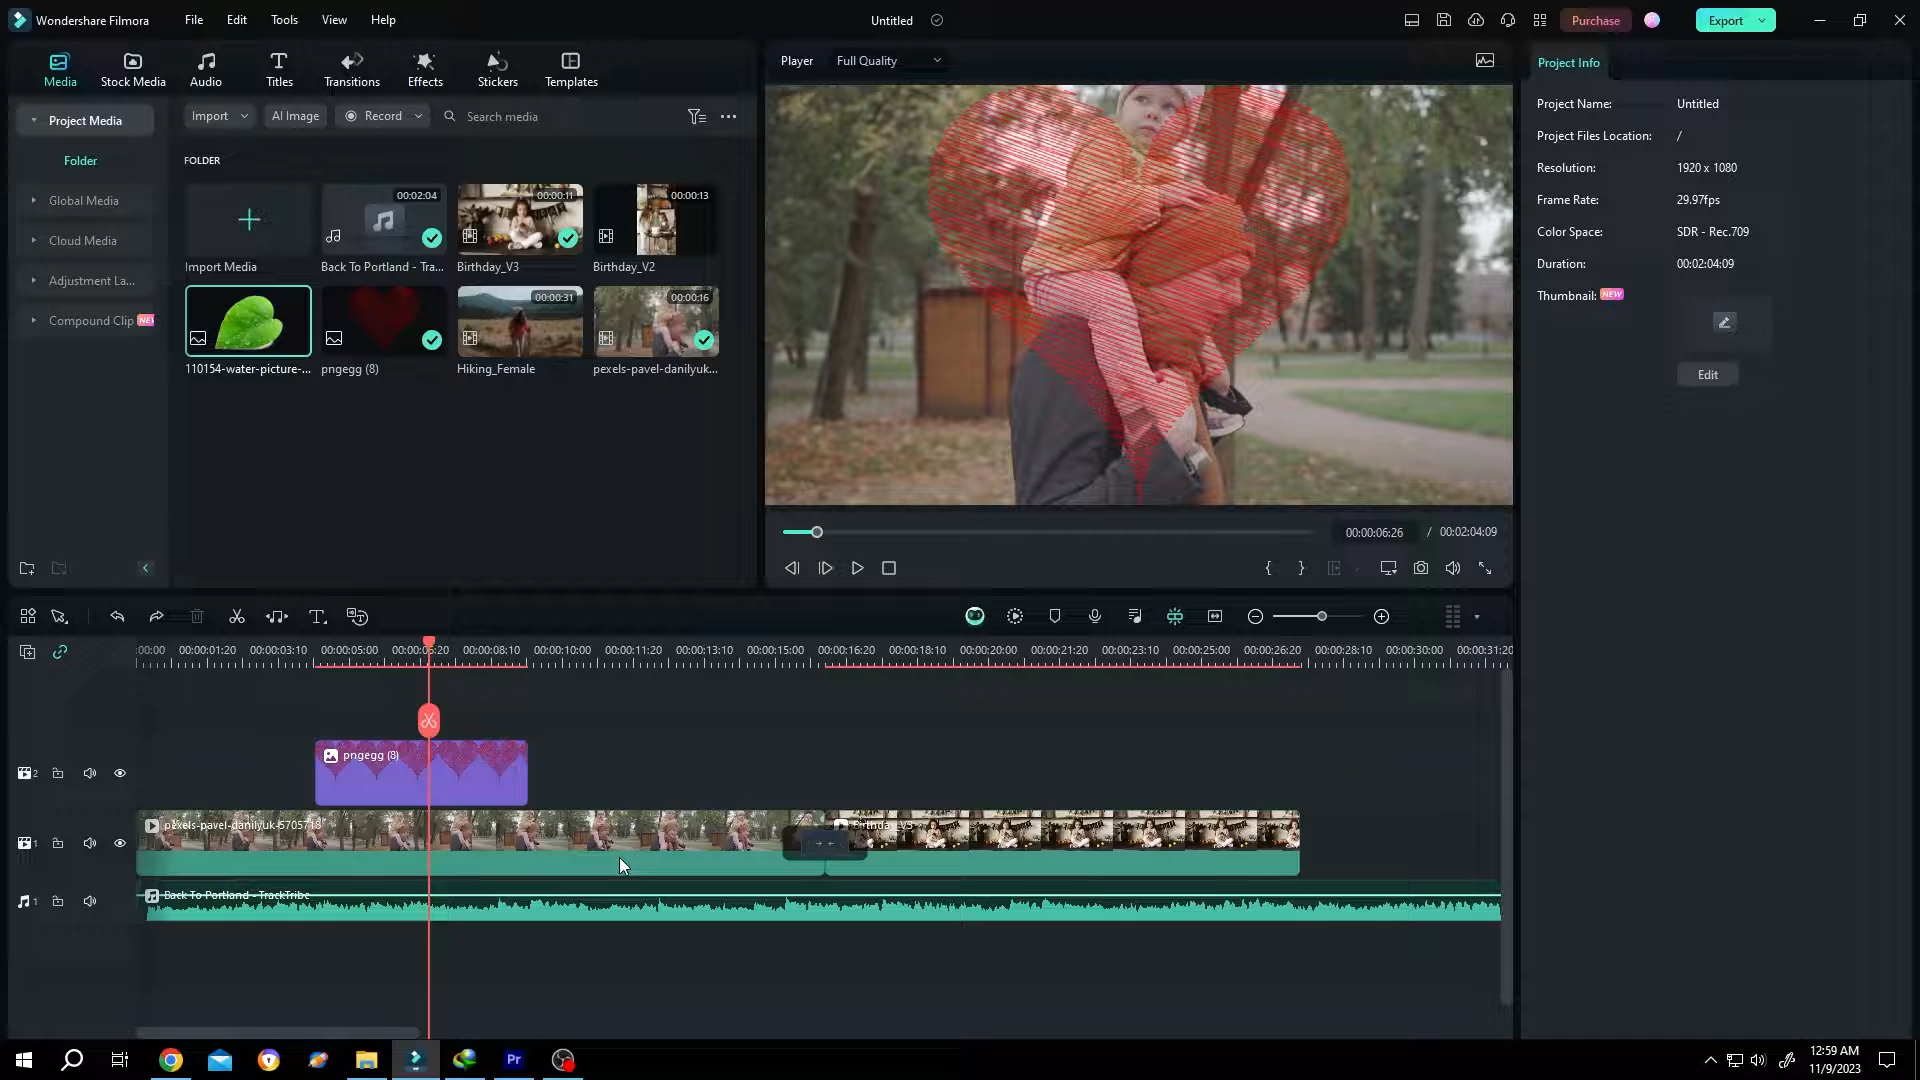 Wondershare Filmora File Edit Tools View Help Untitled Purchase Export
Media Stock Media Audio Titles Transitions Effects Stickers Templates
Player Full Quality
Project Info
Project Media
Folder
Global Media
Cloud Media
Adjustment La...
Compound Clip NEW
Import AI Image Record Search media
FOLDER
00:02:04 00:00:11 00:00:13
Import Media Back To Portland - Tra... Birthday_V3 Birthday_V2
00:00:31 00:00:16
110154-water-picture-... pngegg (8) Hiking_Female pexels-pavel-danilyuk...
Project Name: Untitled
Project Files Location: /
Resolution: 1920 x 1080
Frame Rate: 29.97fps
Color Space: SDR - Rec.709
Duration: 00:02:04:09
Thumbnail: NEW
Edit
00:00:06:26 / 00:02:04:09
:00:00 00:00:01:20 00:00:03:10 00:00:05:00 00:00:08:10 00:00:10:00 00:00:11:20 00:00:13:10 00:00:15:00 00:00:16:20 00:00:18:10 00:00:20:00 00:00:21:20 00:00:23:10 00:00:25:00 00:00:26:20 00:00:28:10 00:00:30:00 00:00:31:20
2 pngegg (8)
1 pexels-pavel-danilyuk-5705718 Birthday_V3
1 Back To Portland - TrackTribe
Pr
12:59 AM
11/9/2023